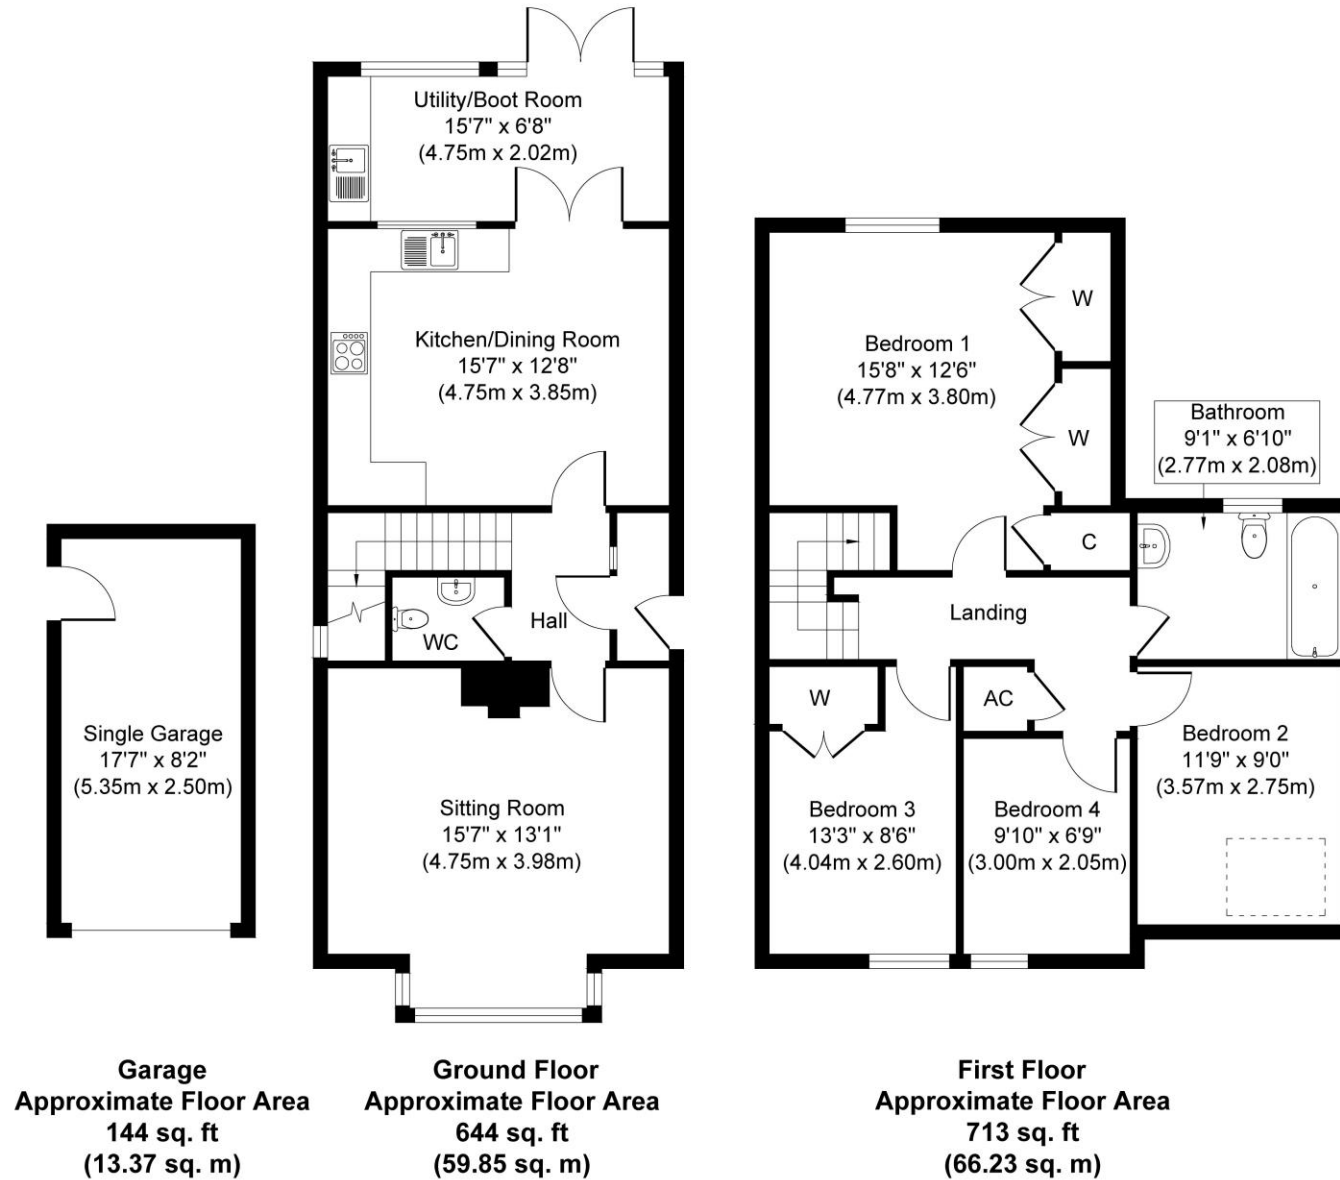 Utility/Boot Room
15'7" x 6'8"
(4.75m x 2.02m)
Kitchen/Dining Room
15'7" x 12'8"
(4.75m x 3.85m)
WC
Hall
Sitting Room
15'7" x 13'1"
(4.75m x 3.98m)
Single Garage
17'7" x 8'2"
(5.35m x 2.50m)
Bedroom 1
15'8" x 12'6"
(4.77m x 3.80m)
W
W
C
Bathroom
9'1" x 6'10"
(2.77m x 2.08m)
Landing
W
AC
Bedroom 2
11'9" x 9'0"
(3.57m x 2.75m)
Bedroom 3
13'3" x 8'6"
(4.04m x 2.60m)
Bedroom 4
9'10" x 6'9"
(3.00m x 2.05m)
Garage
Approximate Floor Area
144 sq. ft
(13.37 sq. m)
Ground Floor
Approximate Floor Area
644 sq. ft
(59.85 sq. m)
First Floor
Approximate Floor Area
713 sq. ft
(66.23 sq. m)